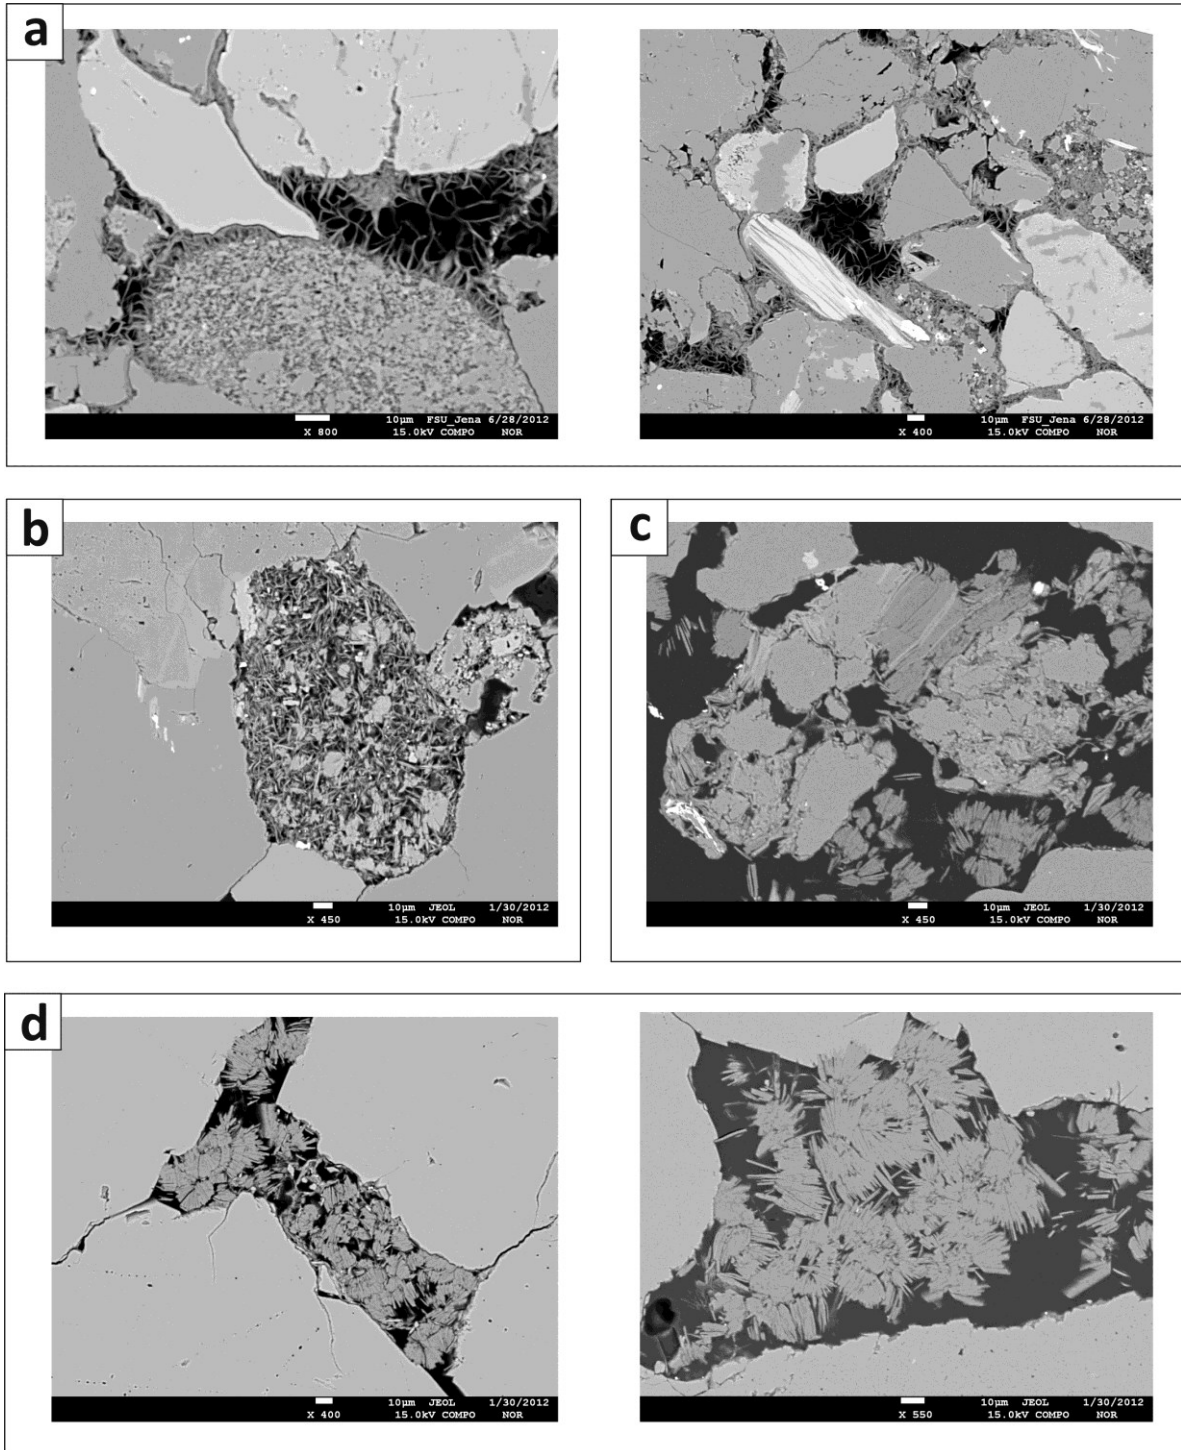 a
10µm FSU_Jena 6/28/2012
X 800 15.0kV COMPO NOR
10µm FSU_Jena 6/28/2012
X 400 15.0kV COMPO NOR
b
10µm JEOL 1/30/2012
X 450 15.0kV COMPO NOR
c
10µm JEOL 1/30/2012
X 450 15.0kV COMPO NOR
d
10µm JEOL 1/30/2012
X 400 15.0kV COMPO NOR
10µm JEOL 1/30/2012
X 550 15.0kV COMPO NOR